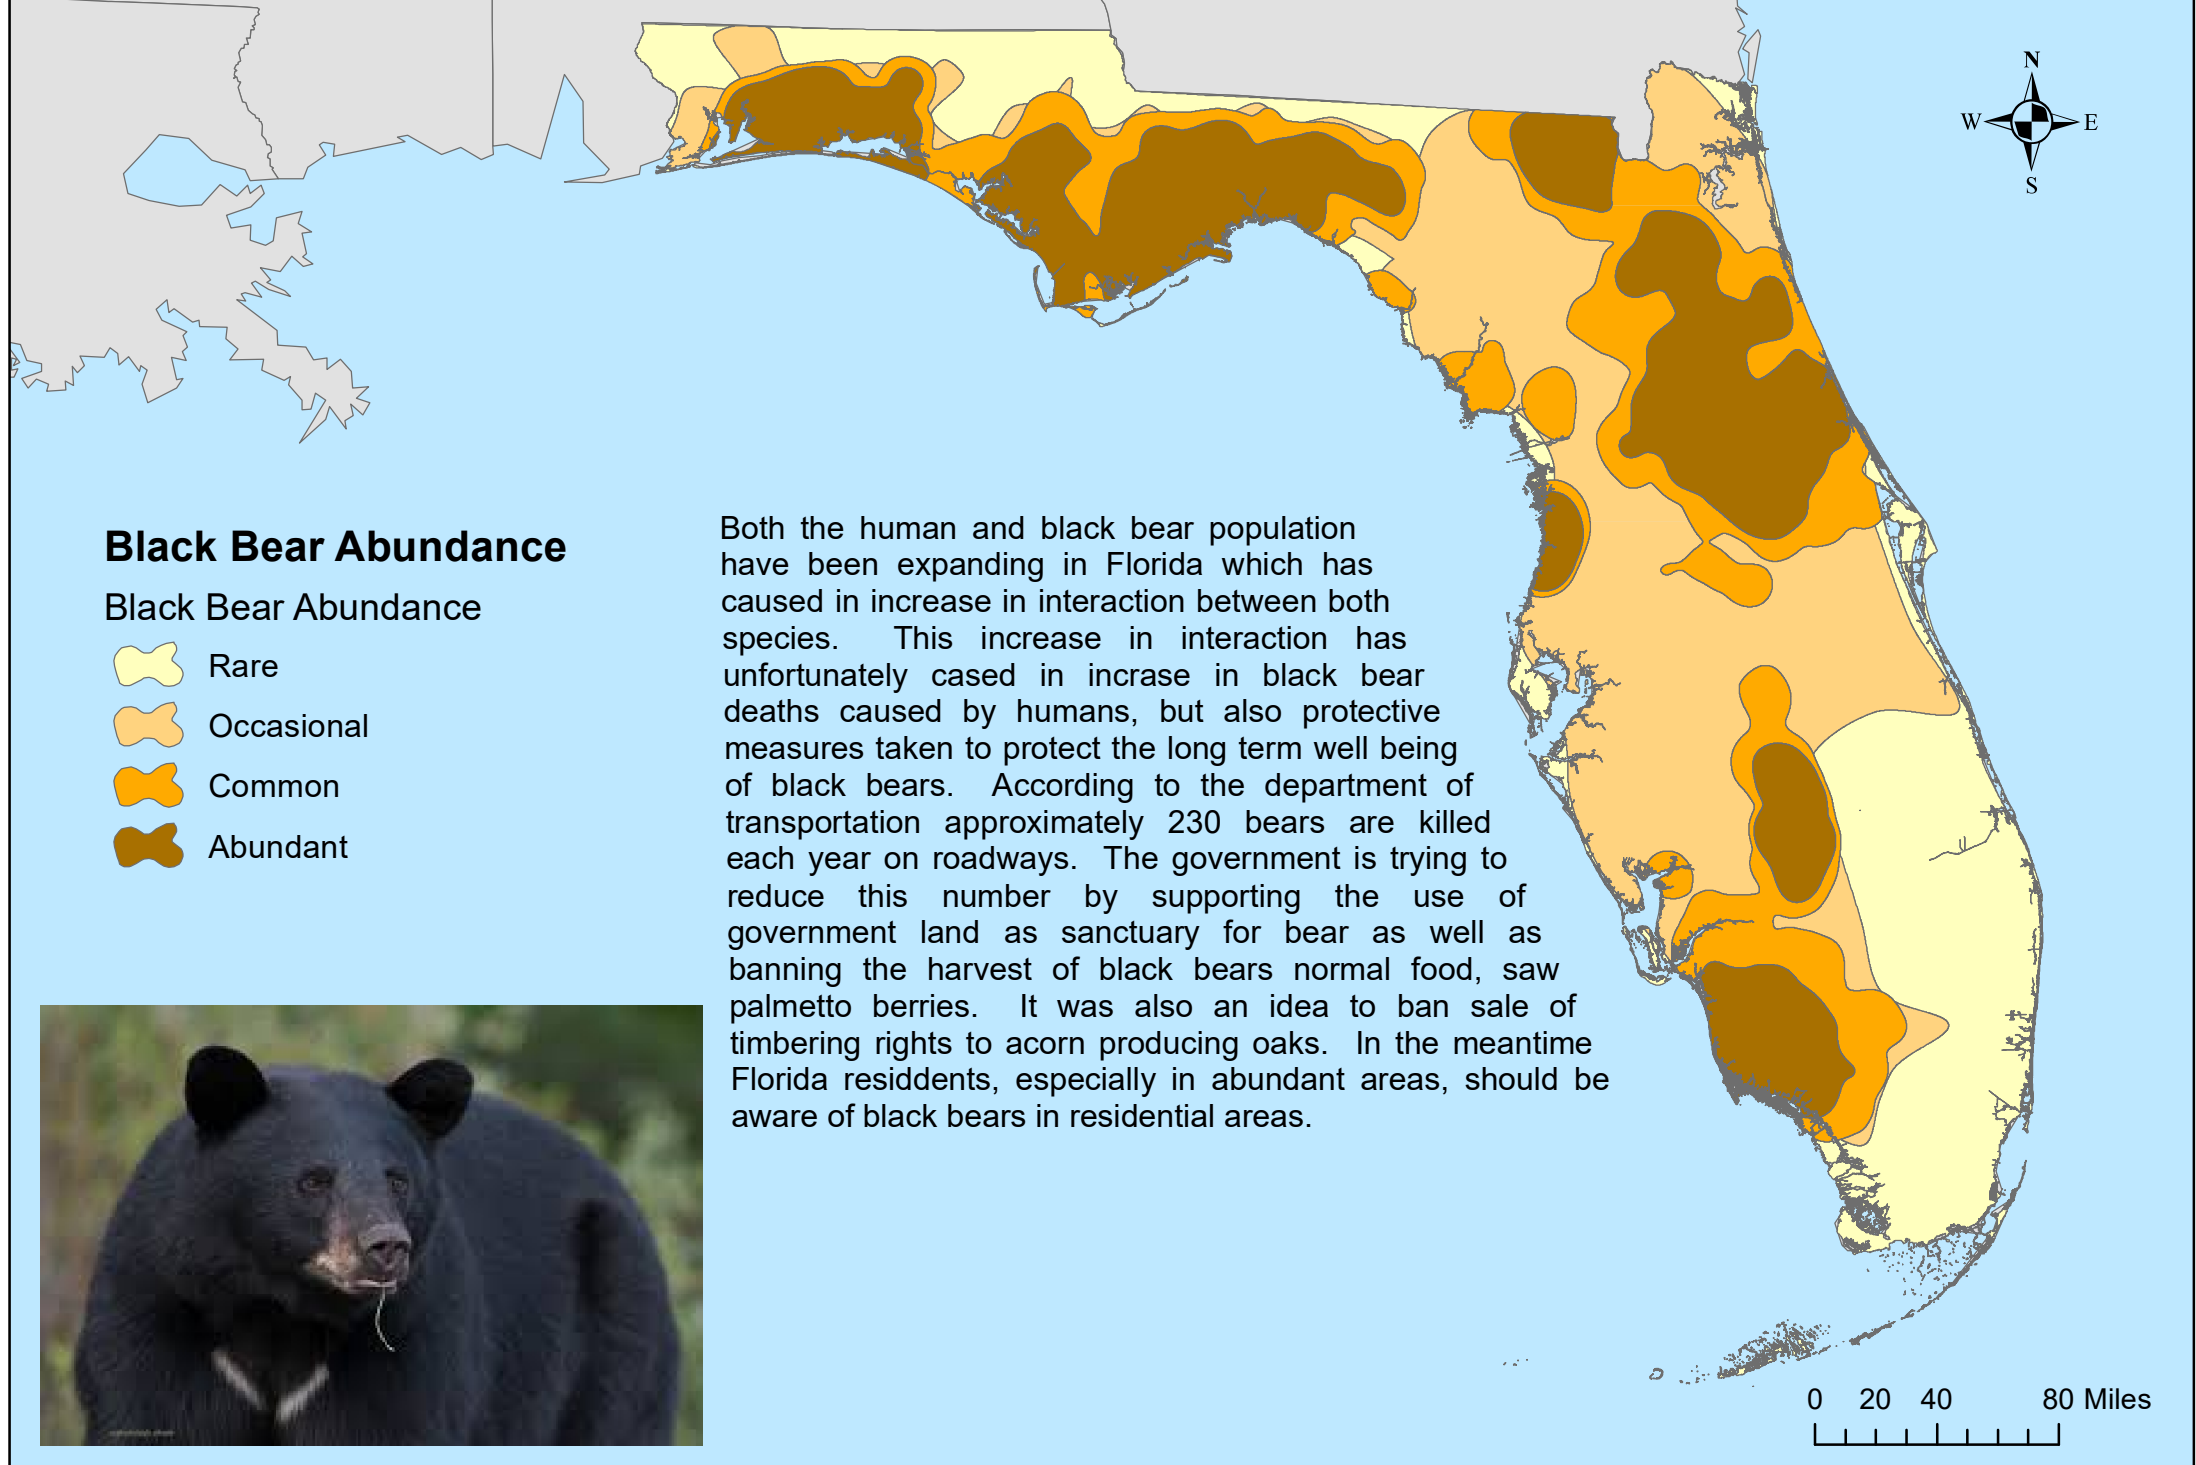 N
W E
S
Black Bear Abundance
Black Bear Abundance
Rare
Occasional
Common
Abundant
Both the human and black bear population
have been expanding in Florida which has
caused in increase in interaction between both
species. This increase in interaction has
unfortunately cased in incrase in black bear
deaths caused by humans, but also protective
measures taken to protect the long term well being
of black bears. According to the department of
transportation approximately 230 bears are killed
each year on roadways. The government is trying to
reduce this number by supporting the use of
government land as sanctuary for bear as well as
banning the harvest of black bears normal food, saw
palmetto berries. It was also an idea to ban sale of
timbering rights to acorn producing oaks. In the meantime
Florida residdents, especially in abundant areas, should be
aware of black bears in residential areas.
0 20 40 80 Miles